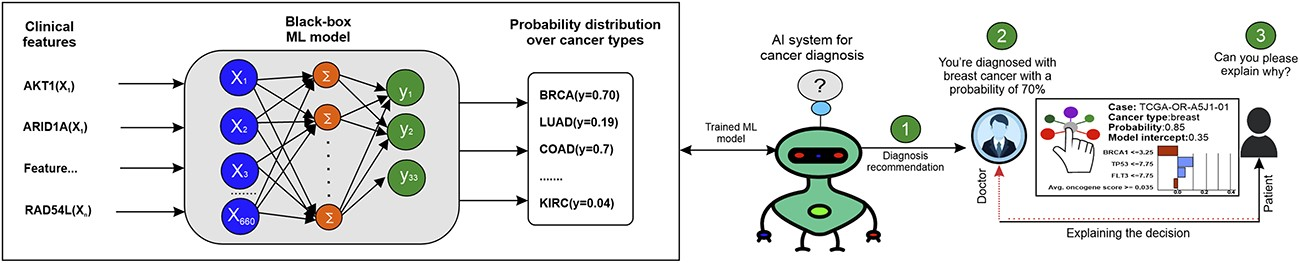 Clinical
features
AKT1(X₁)
ARID1A(X₁)
Feature...
RAD54L(Xₙ)
Black-box
ML model
X₁
X₂
X₃
........
X₆₆₀
Σ
Σ
Σ
y₁
y₂
y₃₃
Probability distribution
over cancer types
BRCA(y=0.70)
LUAD(y=0.19)
COAD(y=0.7)
.......
KIRC(y=0.04)
Trained ML
model
AI system for
cancer diagnosis
?
1
Diagnosis
recommendation
2
You're diagnosed with
breast cancer with a
probability of 70%
Doctor
Case: TCGA-OR-A5J1-01
Cancer type:breast
Probability:0.85
Model intercept:0.35
BRCA1 <=3.25
TP53 <=7.75
FLT3 <=7.75
Avg. oncogene score >= 0.035
0.0 0.2 0.4
3
Can you please
explain why?
Patient
Explaining the decision